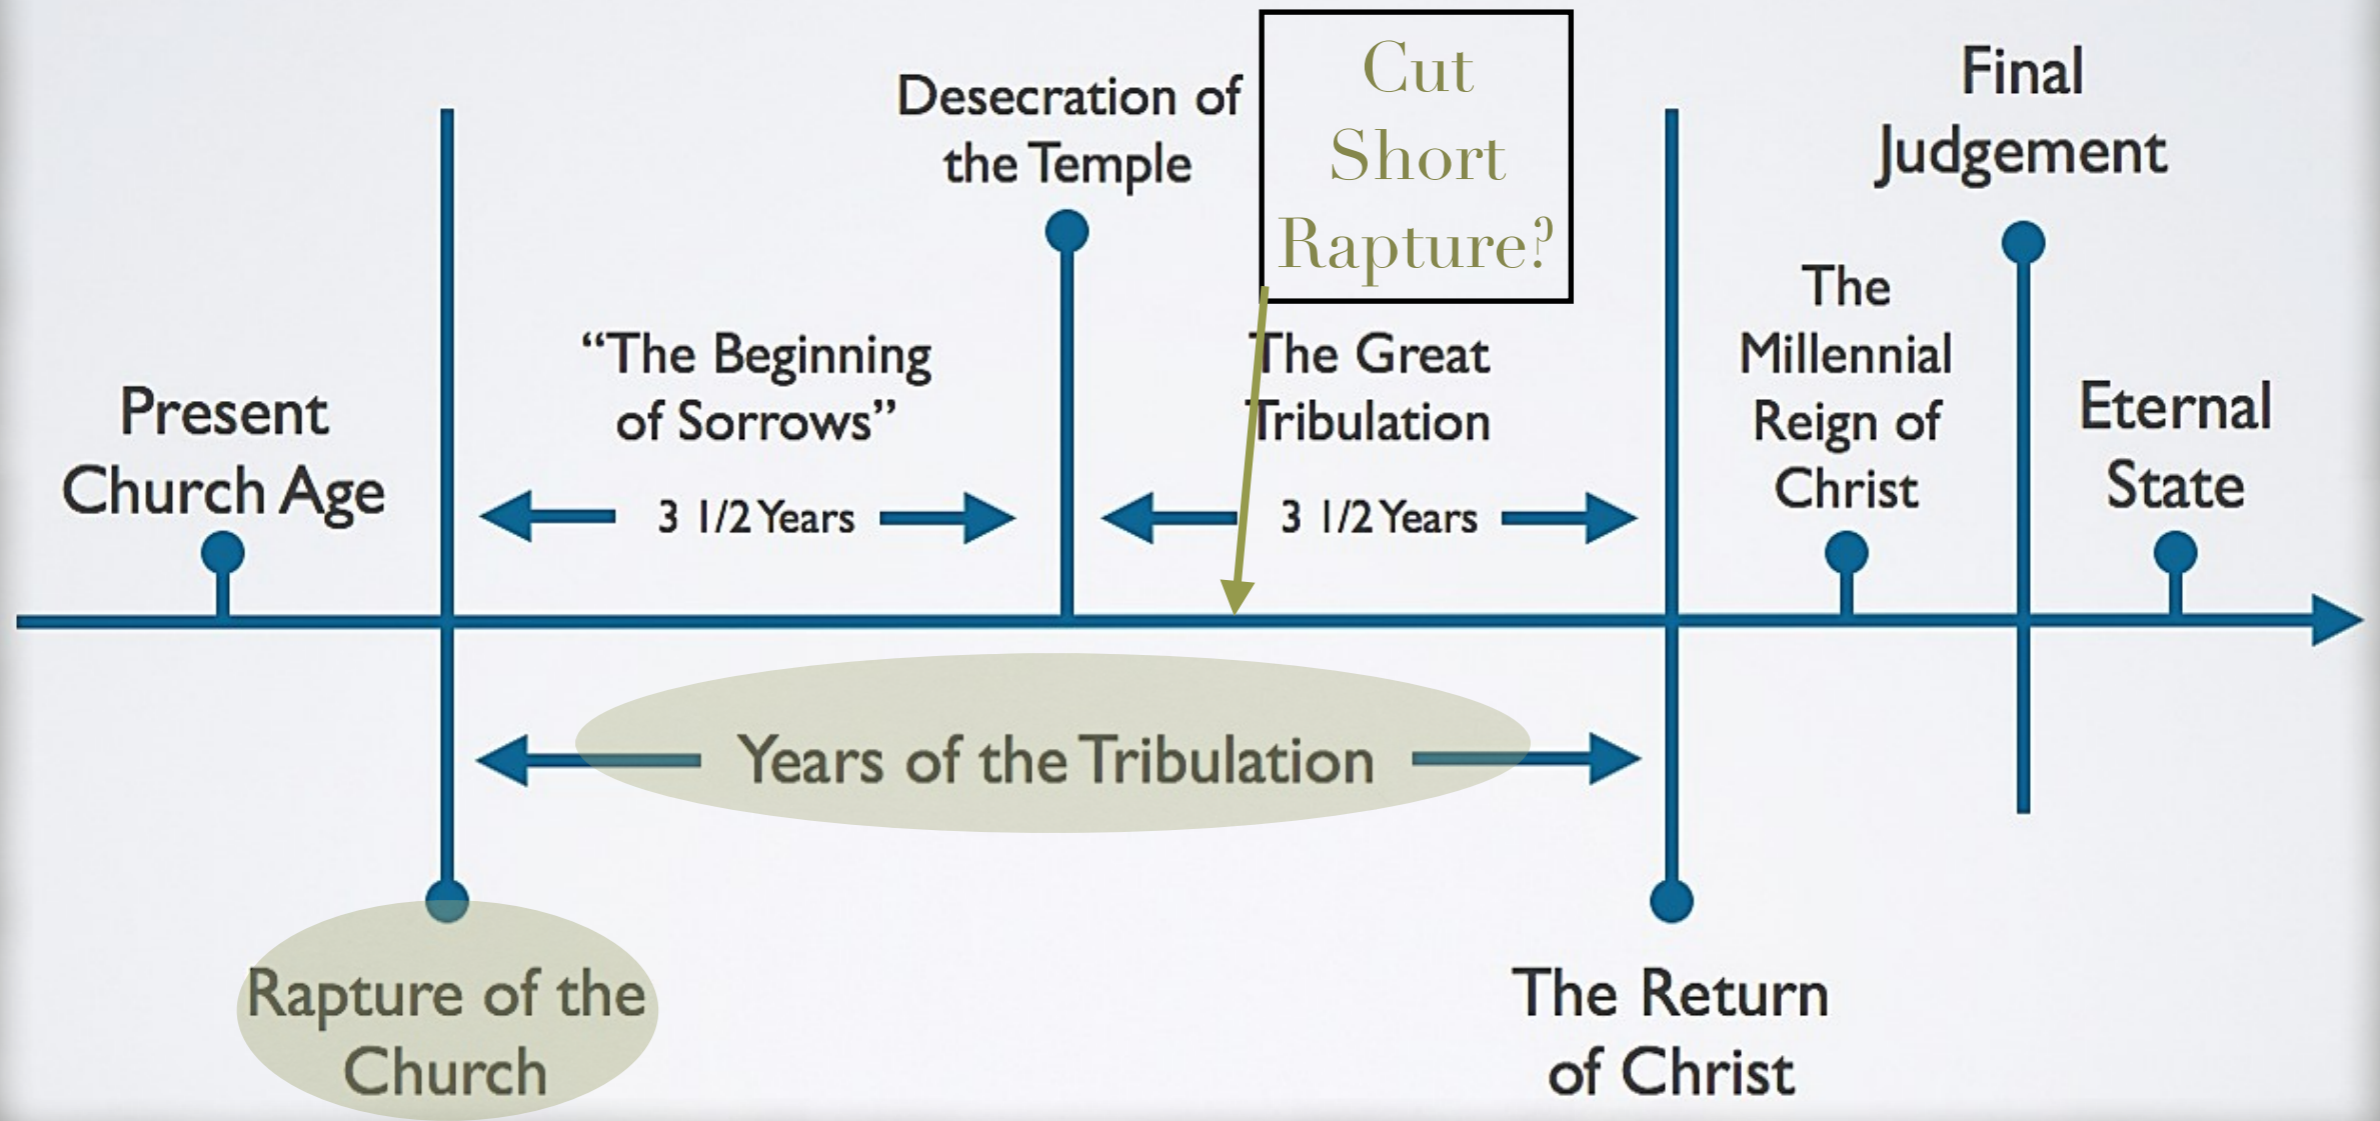 Present
Church Age
“The Beginning
of Sorrows”
3 1/2 Years
Desecration of
the Temple
Cut
Short
Rapture?
The Great
Tribulation
3 1/2 Years
The
Millennial
Reign of
Christ
Final
Judgement
Eternal
State
Years of the Tribulation
Rapture of the
Church
The Return
of Christ